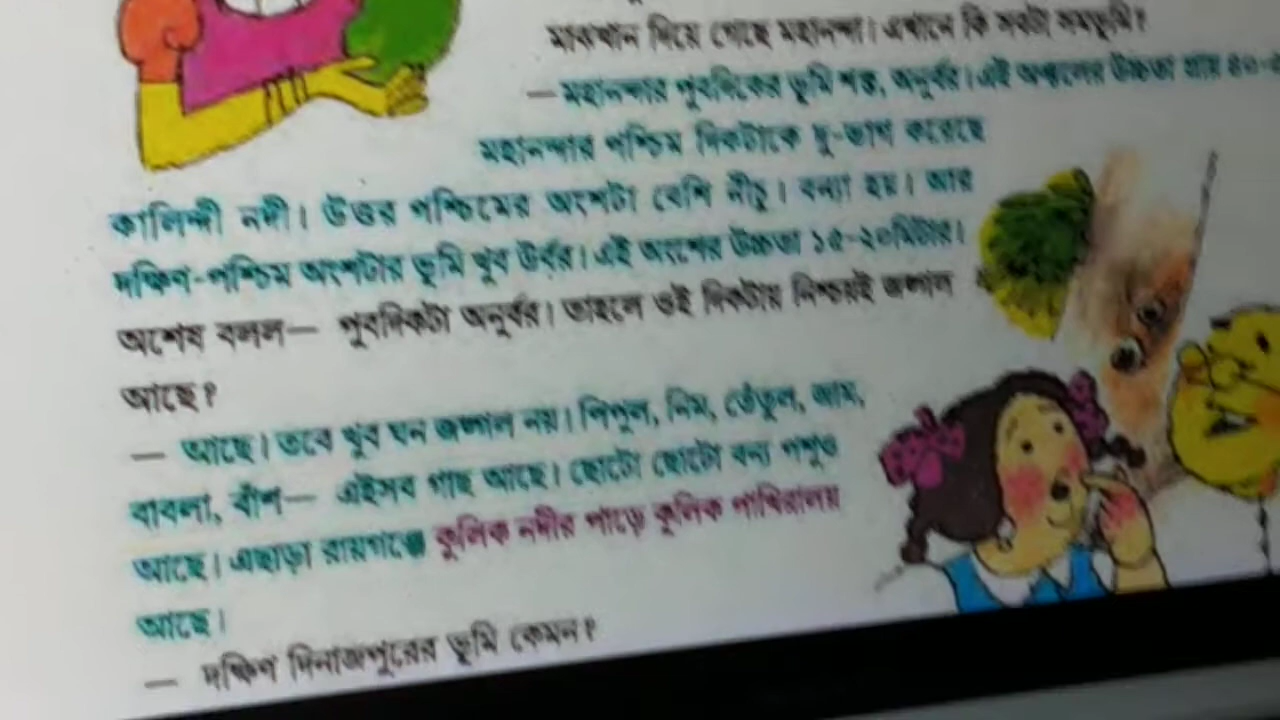 মাঝখান দিয়ে গেছে মহানন্দা। এখানে কি সবটা সমভূমি?
—মহানন্দার পূবদিকের ভূমি শক্ত, অনুর্বর। এই অঞ্চলের উচ্চতা প্রায়
মহানন্দার পশ্চিম দিকটাকে দু-ভাগ করেছে
কালিন্দী নদী। উত্তর পশ্চিমের অংশটা বেশি নীচু। বন্যা হয়। আর
দক্ষিণ-পশ্চিম অংশটার ভূমি খুব উর্বর। এই অংশের উচ্চতা ১৫-২০মিটার।
অশেষ বলল— পূবদিকটা অনুর্বর। তাহলে ওই দিকটায় নিশ্চয়ই জঙ্গল
আছে?
— আছে। তবে খুব ঘন জঙ্গল নয়। পিপুল, নিম, তেঁতুল, আম,
বাবলা, বাঁশ— এইসব গাছ আছে। ছোটো ছোটো বন্য পশুও
আছে। এছাড়া রায়গঞ্জে কুলিক নদীর পাড়ে কুলিক পাখিরালয়
আছে।
— দক্ষিণ দিনাজপুরের ভূমি কেমন?